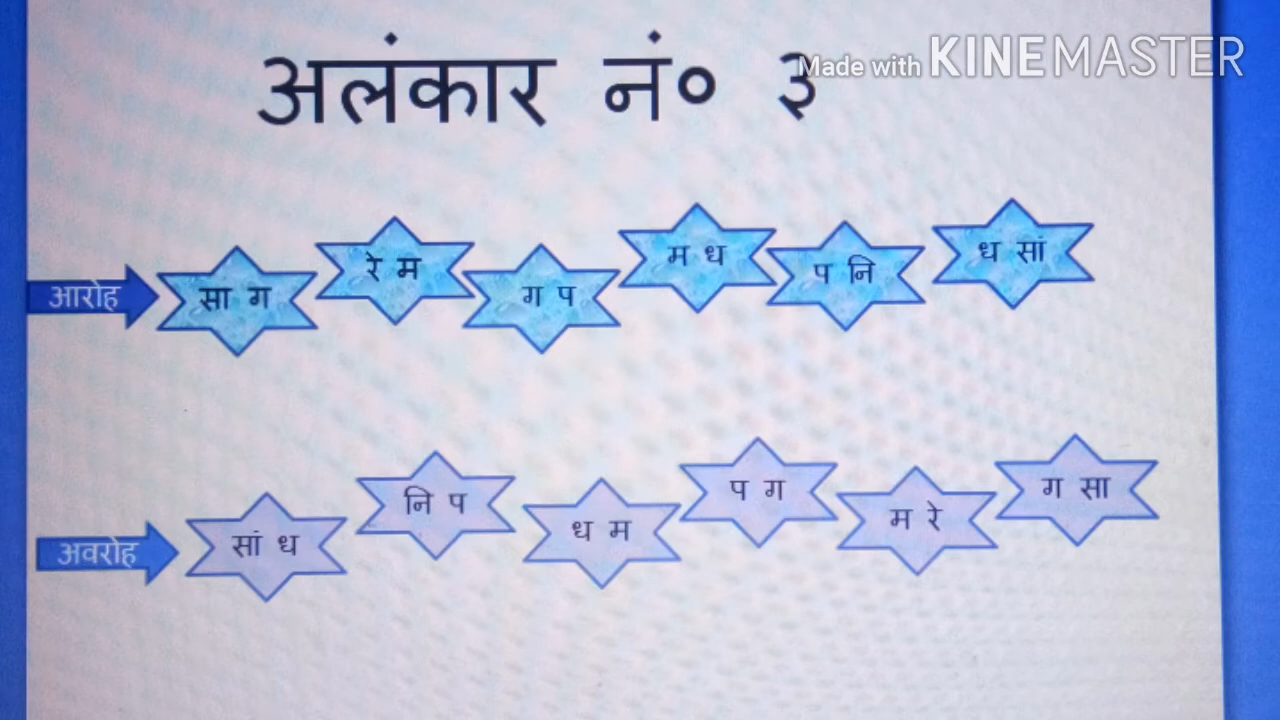 अलंकार नं० ३
Made with KINEMASTER
आरोह सा ग रे म ग प म ध प नि ध सां
अवरोह सां ध नि प ध म प ग म रे ग सा